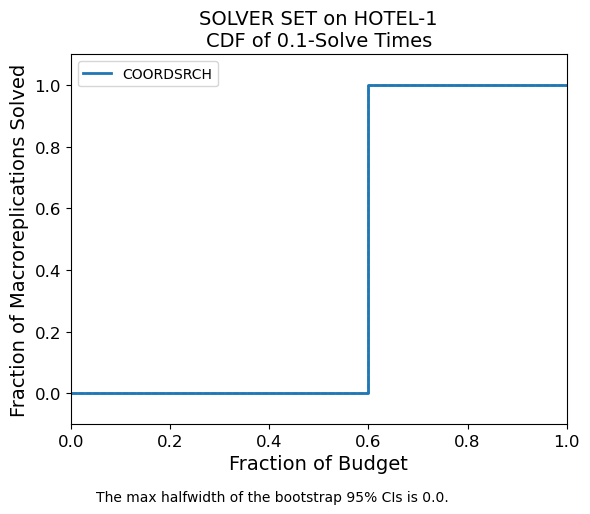 SOLVER SET on HOTEL-1
CDF of 0.1-Solve Times
COORDSRCH
Fraction of Macroreplications Solved
1.0
0.8
0.6
0.4
0.2
0.0
0.0 0.2 0.4 0.6 0.8 1.0
Fraction of Budget
The max halfwidth of the bootstrap 95% CIs is 0.0.